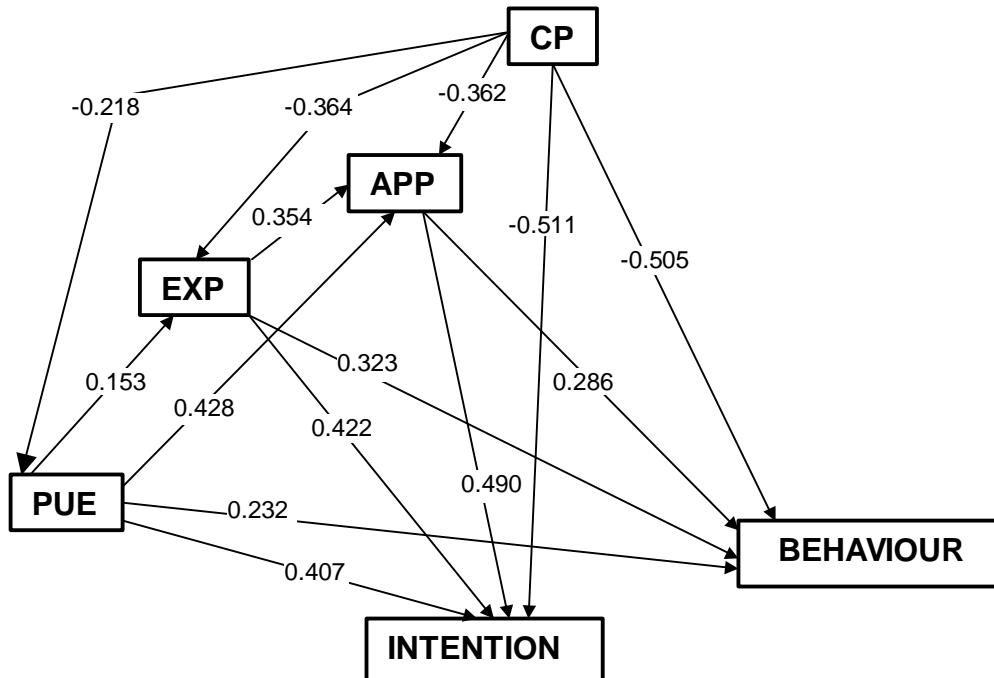 CP
-0.218
-0.364
-0.362
APP
0.354
-0.511
-0.505
EXP
0.323
0.153
0.286
0.428
0.422
0.490
PUE
0.232
BEHAVIOUR
0.407
INTENTION